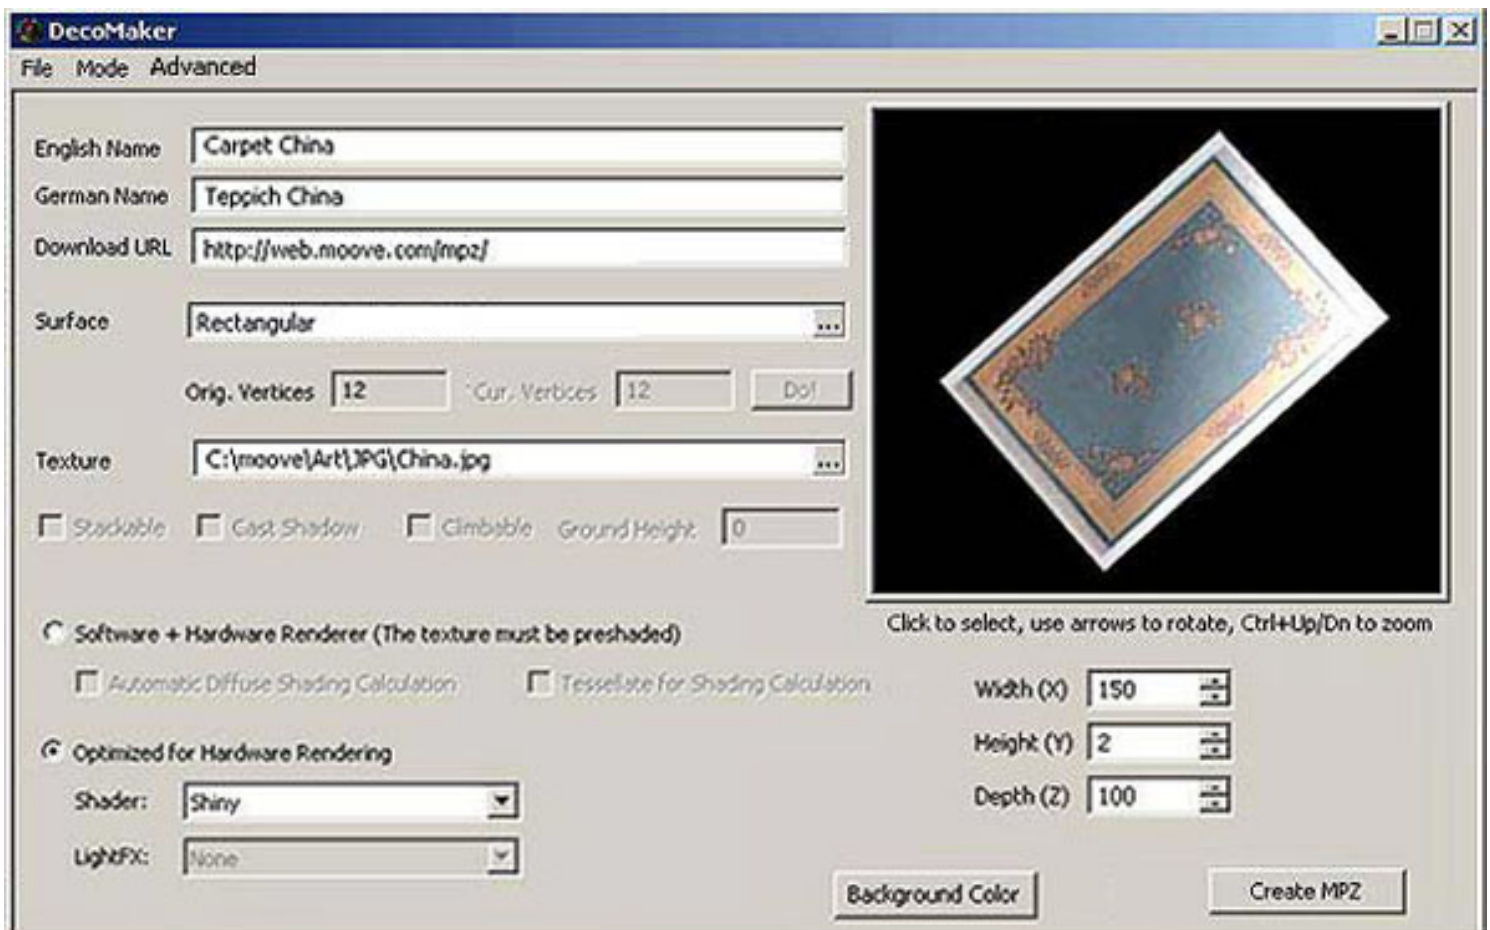 DecoMaker
File Mode Advanced
English Name Carpet China
German Name Teppich China
Download URL http://web.moove.com/mpz/
Surface Rectangular ...
Orig. Vertices 12 Cur. Vertices 12 Do!
Texture C:\moove\Art\JPG\China.jpg ...
Stackable Cast Shadow Climbable Ground Height 0
Click to select, use arrows to rotate, Ctrl+Up/Dn to zoom
Software + Hardware Renderer (The texture must be preshaded)
Automatic Diffuse Shading Calculation Tessellate for Shading Calculation
Width (X) 150
Optimized for Hardware Rendering
Height (Y) 2
Shader: Shiny
Depth (Z) 100
LightFX: None
Background Color Create MPZ